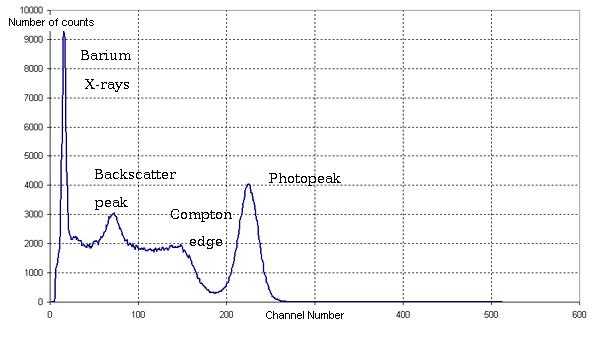 10000
Number of counts
9000
Barium
8000
X-rays
7000
6000
5000
Backscatter
Photopeak
4000
peak
3000
Compton
edge
2000
1000
0
0 100 200 300 400 500 600
Channel Number